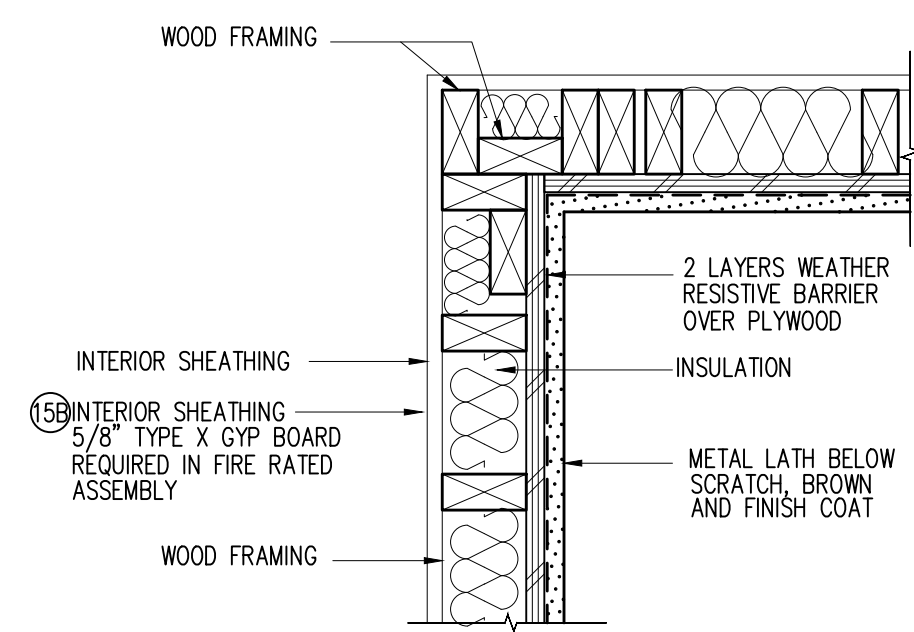 WOOD FRAMING
2 LAYERS WEATHER
RESISTIVE BARRIER
OVER PLYWOOD
INTERIOR SHEATHING
INSULATION
15B INTERIOR SHEATHING
5/8" TYPE X GYP BOARD
REQUIRED IN FIRE RATED
ASSEMBLY
METAL LATH BELOW
SCRATCH, BROWN
AND FINISH COAT
WOOD FRAMING